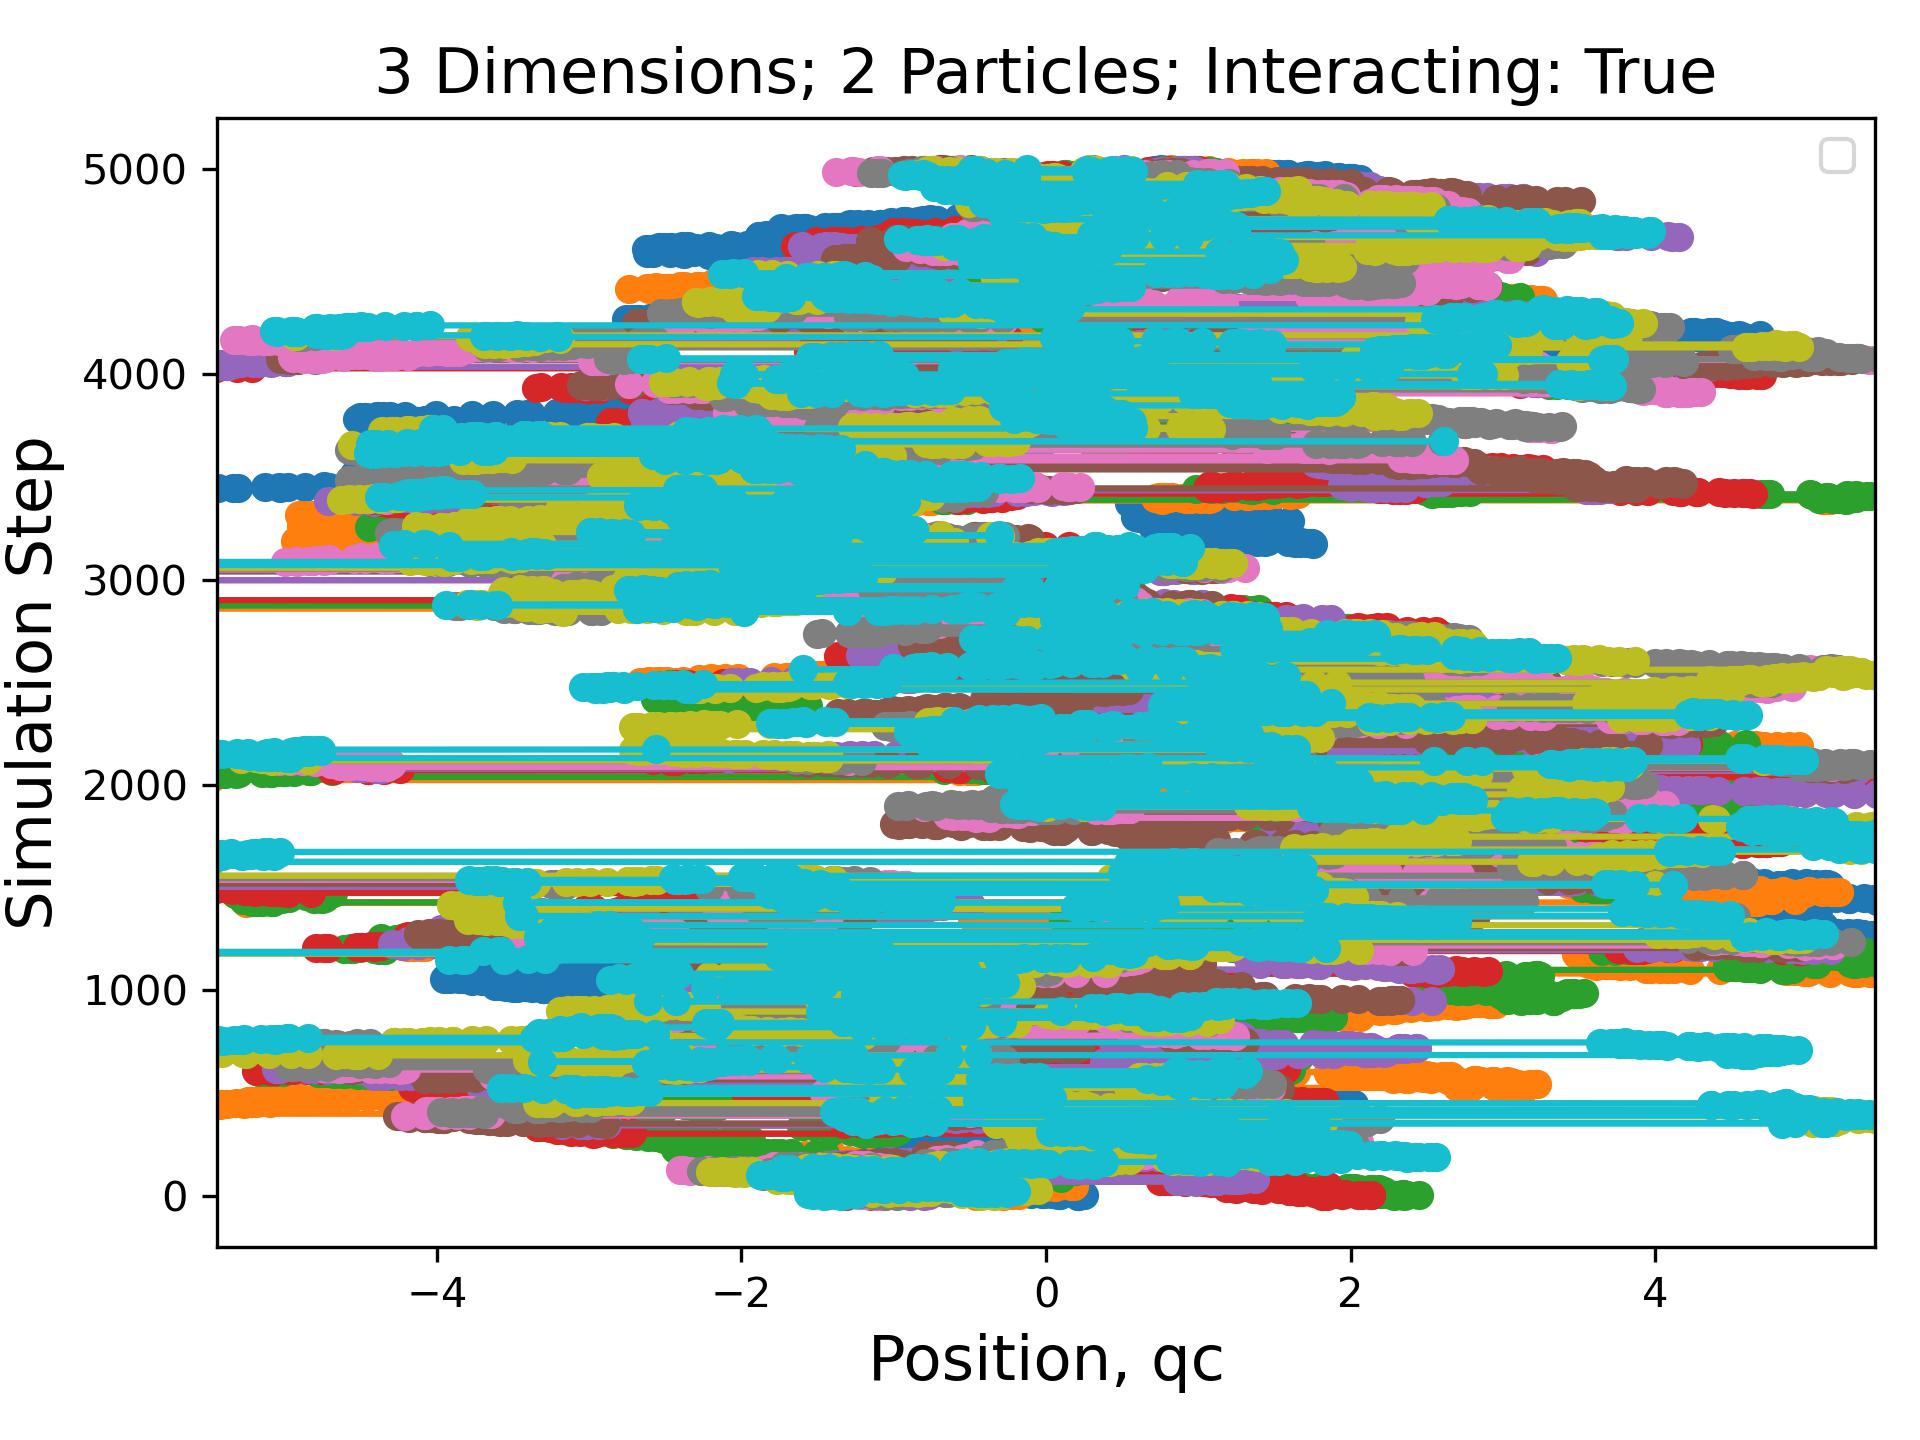 3 Dimensions; 2 Particles; Interacting: True
5000
4000
3000
2000
1000
0
Simulation Step
−4 −2 0 2 4
Position, qc